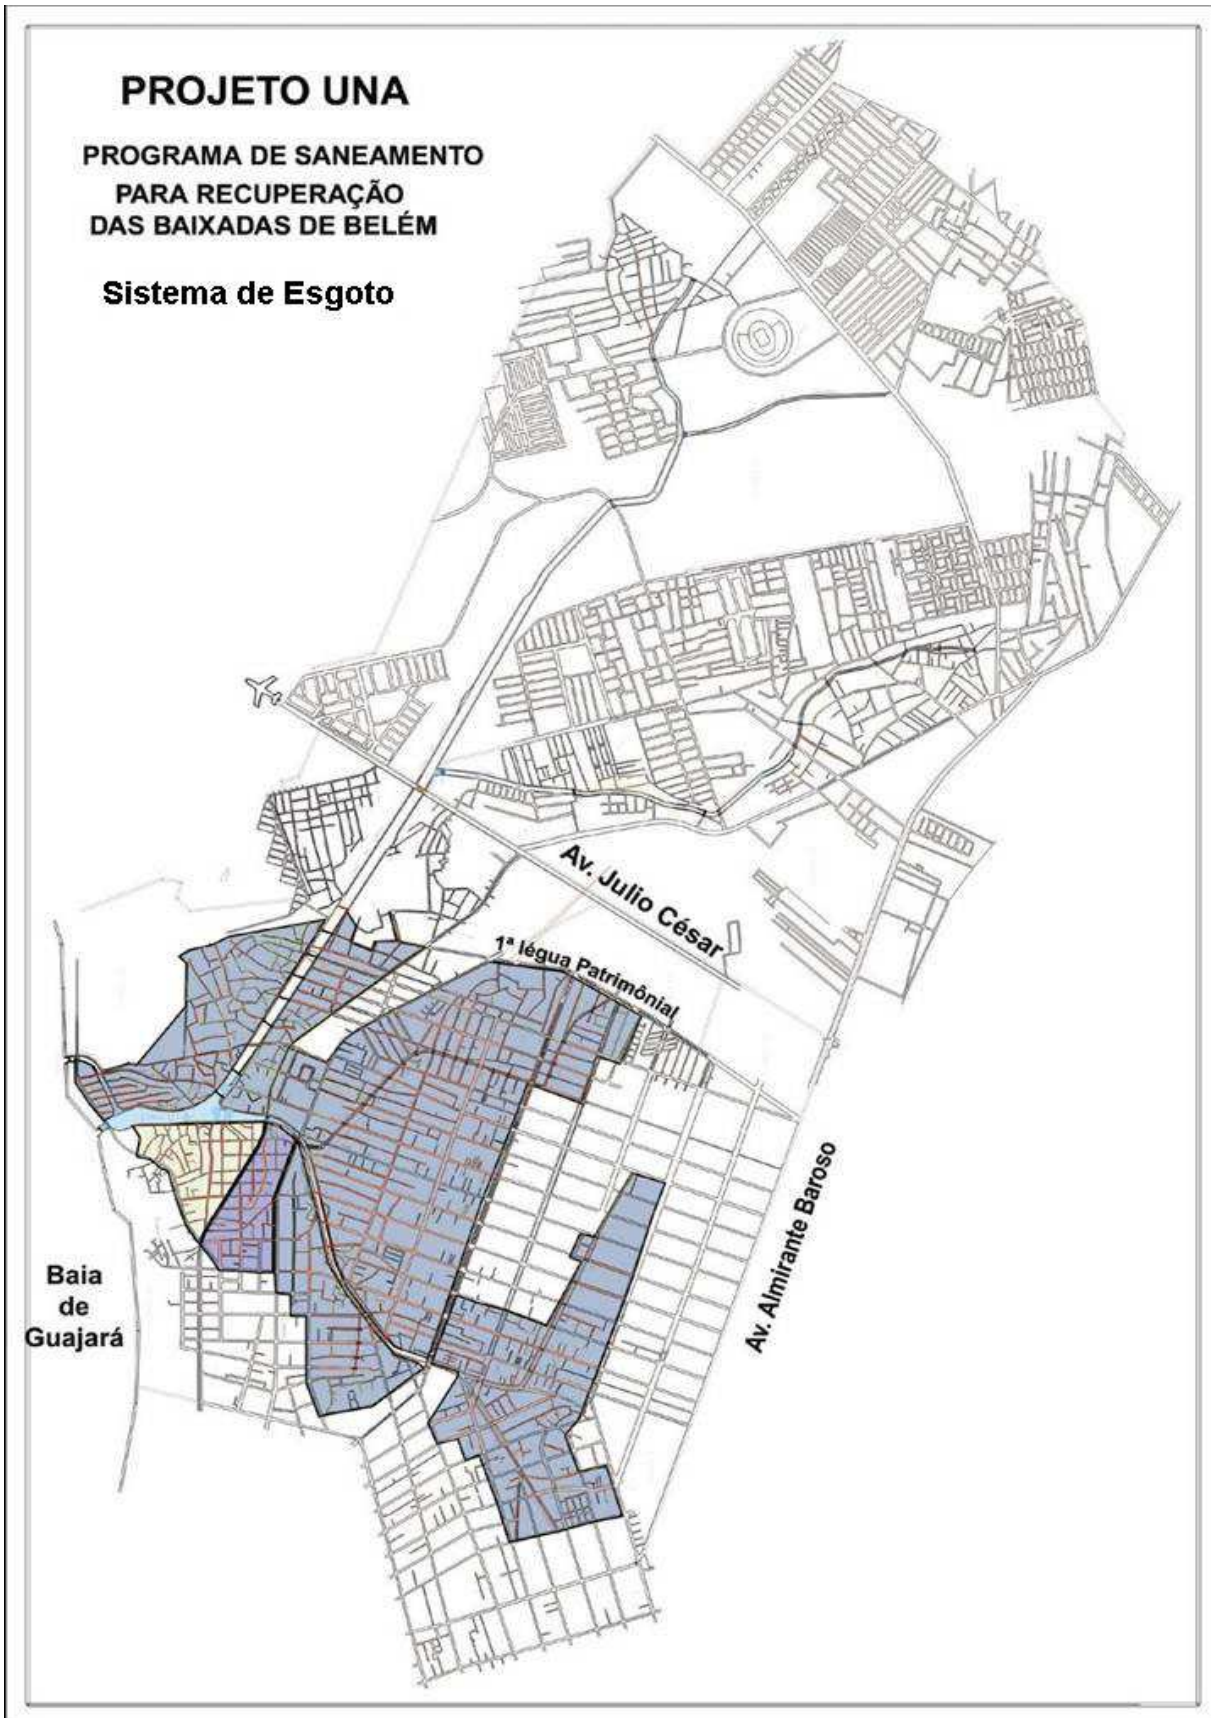 PROJETO UNA
PROGRAMA DE SANEAMENTO
PARA RECUPERAÇÃO
DAS BAIXADAS DE BELÉM
Sistema de Esgoto
Av. Julio César
1ª légua Patrimônial
Av. Almirante Baroso
Baia
de
Guajará